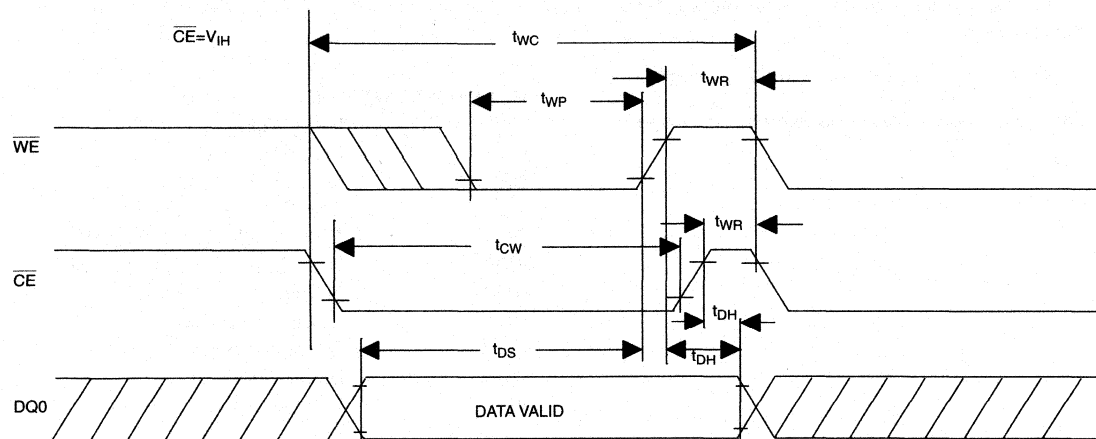 CE=VIH
tWC
tWR
tWP
WE
tWR
tCW
CE
tDH
tDS
tDH
DQ0
DATA VALID